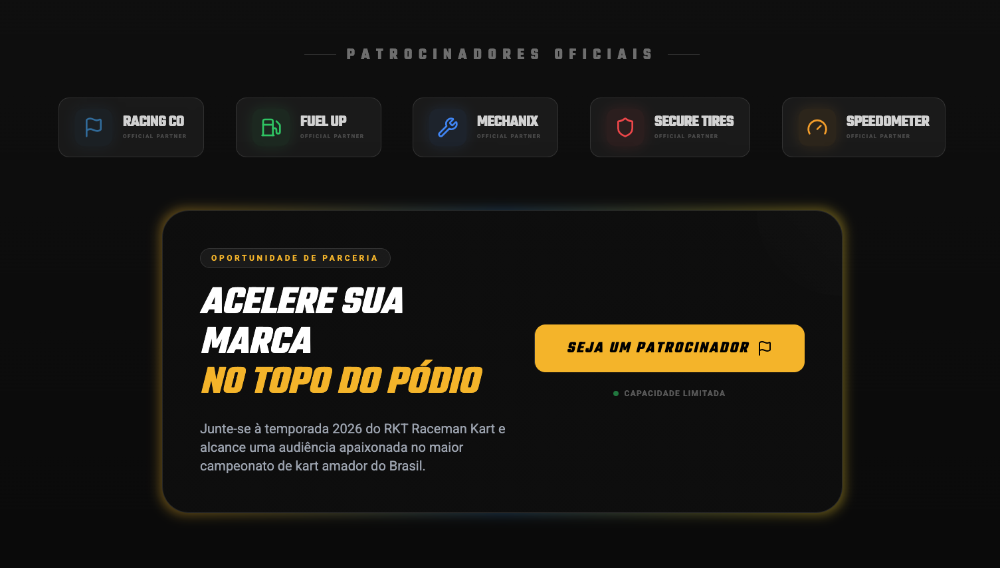 PATROCINADORES OFICIAIS
RACING CO
OFFICIAL PARTNER
FUEL UP
OFFICIAL PARTNER
MECHANIX
OFFICIAL PARTNER
SECURE TIRES
OFFICIAL PARTNER
SPEEDOMETER
OFFICIAL PARTNER
OPORTUNIDADE DE PARCERIA
ACELERE SUA
MARCA
NO TOPO DO PÓDIO
Junte-se à temporada 2026 do RKT Raceman Kart e
alcance uma audiência apaixonada no maior
campeonato de kart amador do Brasil.
SEJA UM PATROCINADOR
CAPACIDADE LIMITADA